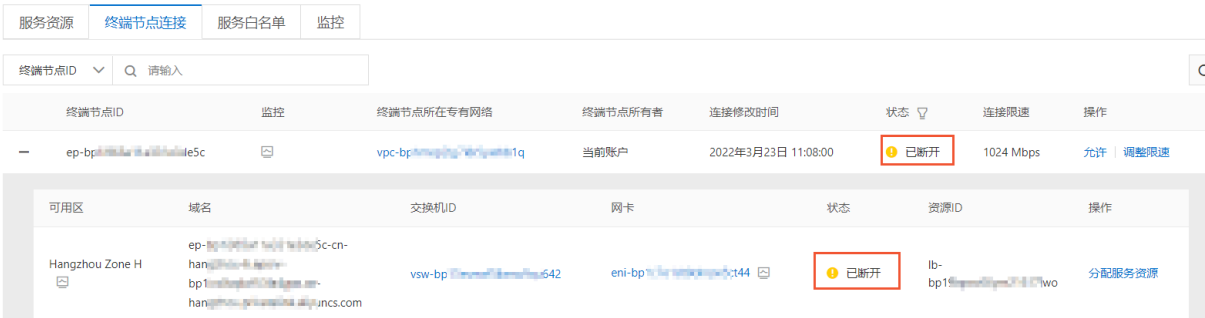 服务资源 终端节点连接 服务白名单 监控
终端节点ID 请输入
终端节点ID 监控 终端节点所在专有网络 终端节点所有者 连接修改时间 状态 连接限速 操作
ep-bp de5c vpc-bp 1q 当前账户 2022年3月23日 11:08:00 已断开 1024 Mbps 允许 调整限速
可用区 域名 交换机ID 网卡 状态 资源ID 操作
ep- 5c-cn-
Hangzhou Zone H han lb-
bp1 vsw-bp 642 eni-bp1 t44 已断开 bp19 wo 分配服务资源
han uncs.com